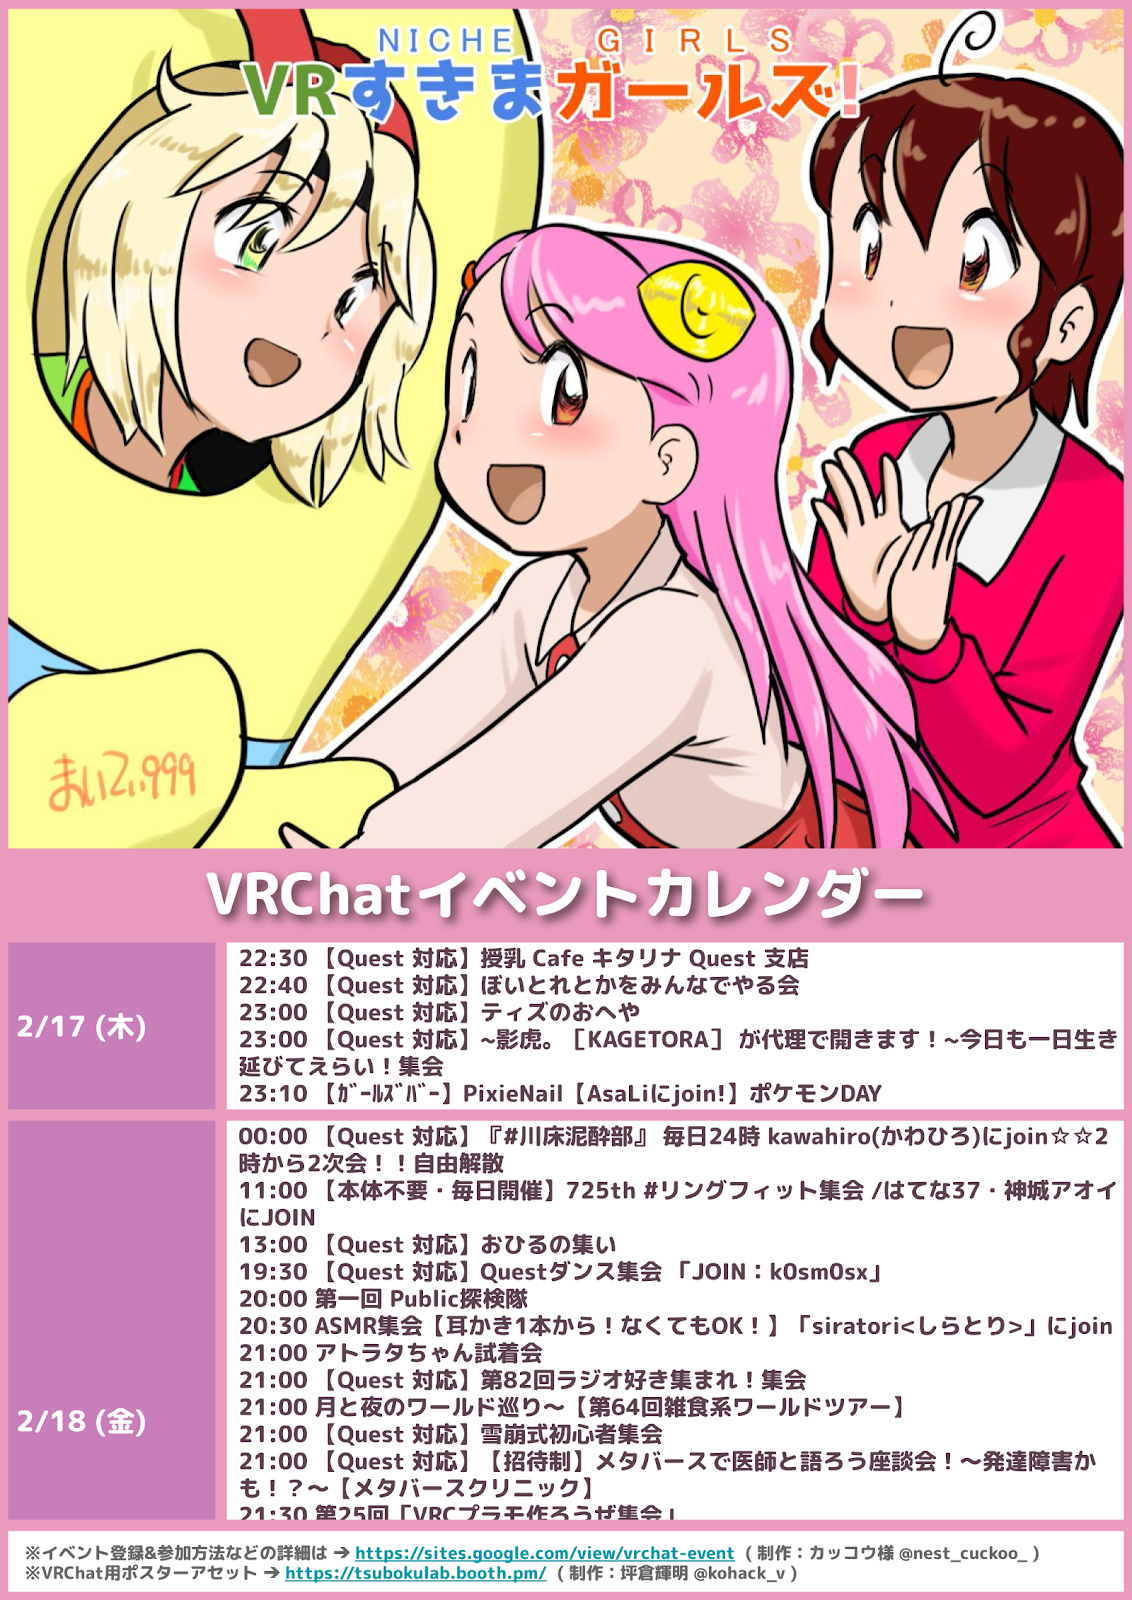 NICHE GIRLS
VRすきまガールズ!
まいこぃ999
VRChatイベントカレンダー
2/17 (木)
22:30 【Quest 対応】授乳 Cafe キタリナ Quest 支店
22:40 【Quest 対応】ぽいとれとかをみんなでやる会
23:00 【Quest 対応】ティズのおへや
23:00 【Quest 対応】~影虎。［KAGETORA］ が代理で開きます！~今日も一日生き
延びてえらい！集会
23:10 【ｶﾞｰﾙｽﾞﾊﾞｰ】PixieNail【AsaLiにjoin!】ポケモンDAY
2/18 (金)
00:00 【Quest 対応】『#川床泥酔部』 毎日24時 kawahiro(かわひろ)にjoin☆☆2
時から2次会！！自由解散
11:00 【本体不要・毎日開催】725th #リングフィット集会 /はてな37・神城アオイ
にJOIN
13:00 【Quest 対応】おひるの集い
19:30 【Quest 対応】Questダンス集会 「JOIN：k0sm0sx」
20:00 第一回 Public探検隊
20:30 ASMR集会【耳かき1本から！なくてもOK！】「siratori<しらとり>」にjoin
21:00 アトラタちゃん試着会
21:00 【Quest 対応】第82回ラジオ好き集まれ！集会
21:00 月と夜のワールド巡り～【第64回雑食系ワールドツアー】
21:00 【Quest 対応】雪崩式初心者集会
21:00 【Quest 対応】【招待制】メタバースで医師と語ろう座談会！～発達障害か
も！？～【メタバースクリニック】
21:30 第25回「VRCプラモ作ろうぜ集会」
※イベント登録&参加方法などの詳細は → https://sites.google.com/view/vrchat-event ( 制作：カッコウ様 @nest_cuckoo_ )
※VRChat用ポスターアセット → https://tsubokulab.booth.pm/ ( 制作：坪倉輝明 @kohack_v )